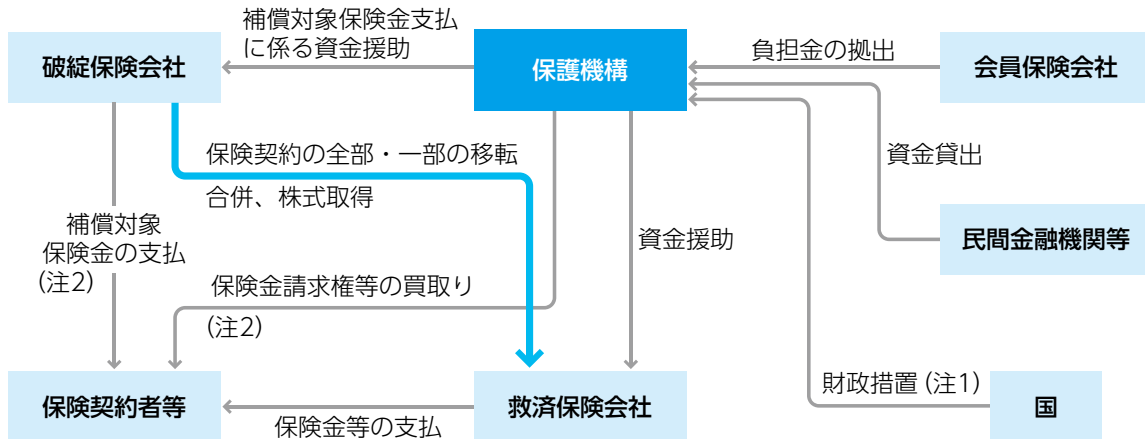 補償対象保険金支払
に係る資金援助
破綻保険会社
保護機構
負担金の拠出
会員保険会社
保険契約の全部・一部の移転
合併、株式取得
資金貸出
補償対象
保険金の支払
(注2)
資金援助
民間金融機関等
保険金請求権等の買取り
(注2)
保険契約者等
保険金等の支払
救済保険会社
財政措置 (注1)
国